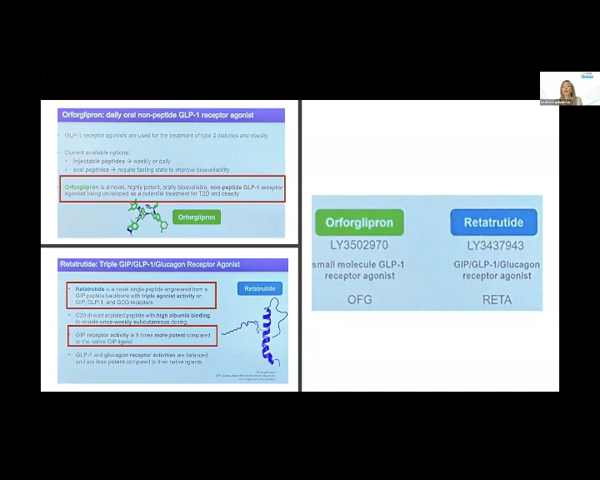 Orforglipron: daily oral non-peptide GLP-1 receptor agonist
GLP-1 receptor agonists are used for the treatment of type 2 diabetes and obesity
Current available options:
Injectable peptides → weekly or daily
oral peptides → require fasting state to improve bioavailability
Orforglipron is a novel, highly potent, orally bioavailable, non-peptide GLP-1 receptor
agonist being developed as a potential treatment for T2D and obesity
Orforglipron
Retatrutide: Triple GIP/GLP-1/Glucagon Receptor Agonist
Retatrutide is a novel single peptide engineered from a
GIP peptide backbone with triple agonist activity on
GIP, GLP-1, and GCG receptors
Retatrutide
C20 diacid acylated peptide with high albumin binding
to enable once-weekly subcutaneous dosing
GIP receptor activity is 9 times more potent compared
to the native GIP ligand
GLP-1 and glucagon receptor activities are balanced
and are less potent compared to their native ligands
Orforglipron
Retatrutide
LY3502970
LY3437943
small molecule GLP-1
receptor agonist
GIP/GLP-1/Glucagon
receptor agonist
OFG
RETA